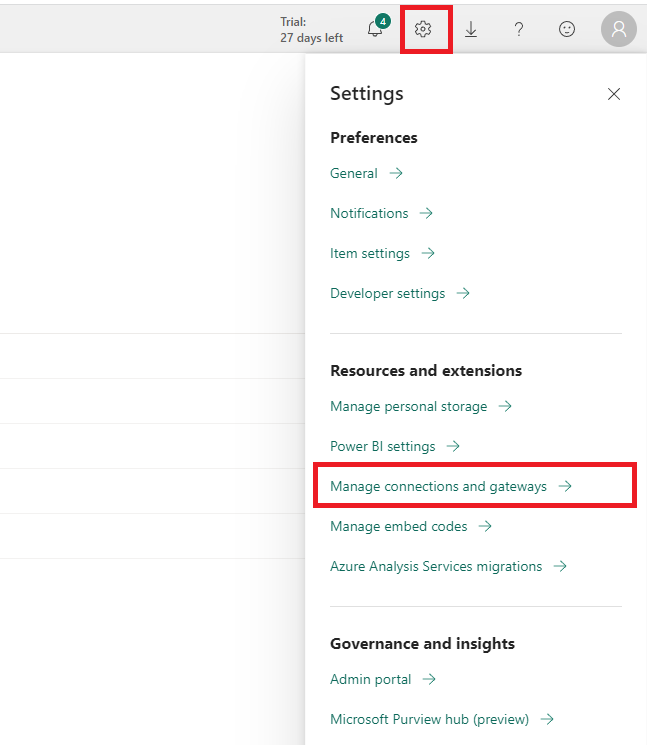 Trial:
27 days left
4
Settings
Preferences
General
Notifications
Item settings
Developer settings
Resources and extensions
Manage personal storage
Power BI settings
Manage connections and gateways
Manage embed codes
Azure Analysis Services migrations
Governance and insights
Admin portal
Microsoft Purview hub (preview)